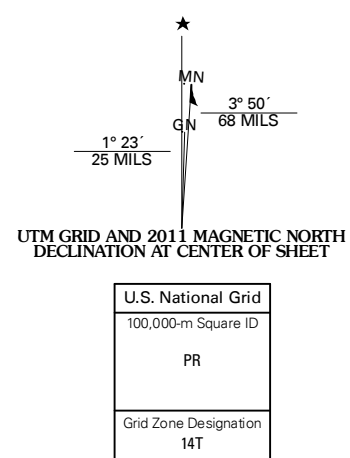 ★
MN
3° 50´
68 MILS
GN
1° 23´
25 MILS
UTM GRID AND 2011 MAGNETIC NORTH
DECLINATION AT CENTER OF SHEET
U.S. National Grid
100,000-m Square ID
PR
Grid Zone Designation
14T